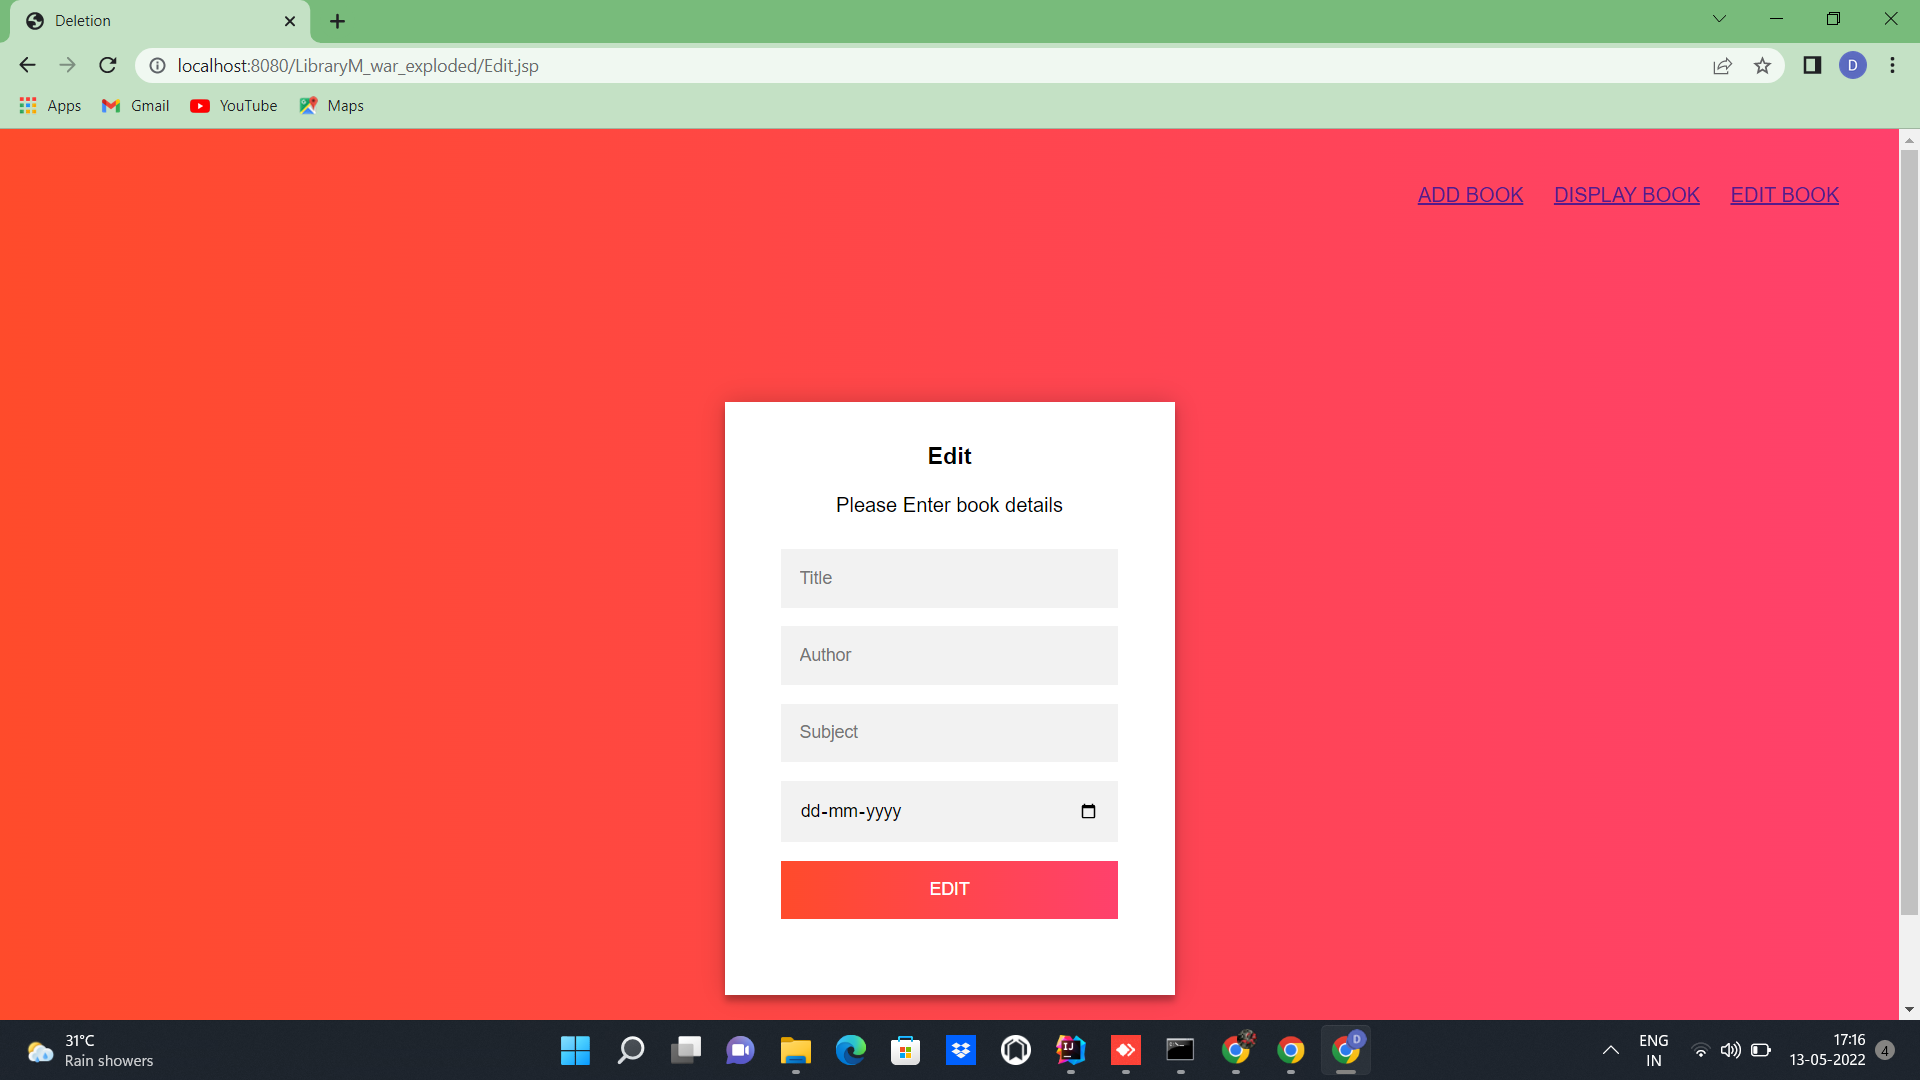 Deletion
localhost:8080/LibraryM_war_exploded/Edit.jsp
D
Apps Gmail YouTube Maps
ADD BOOK DISPLAY BOOK EDIT BOOK
Edit
Please Enter book details
Title
Author
Subject
dd-mm-yyyy
EDIT
31°C
Rain showers
IJ
D
ENG
IN
17:16
13-05-2022
4